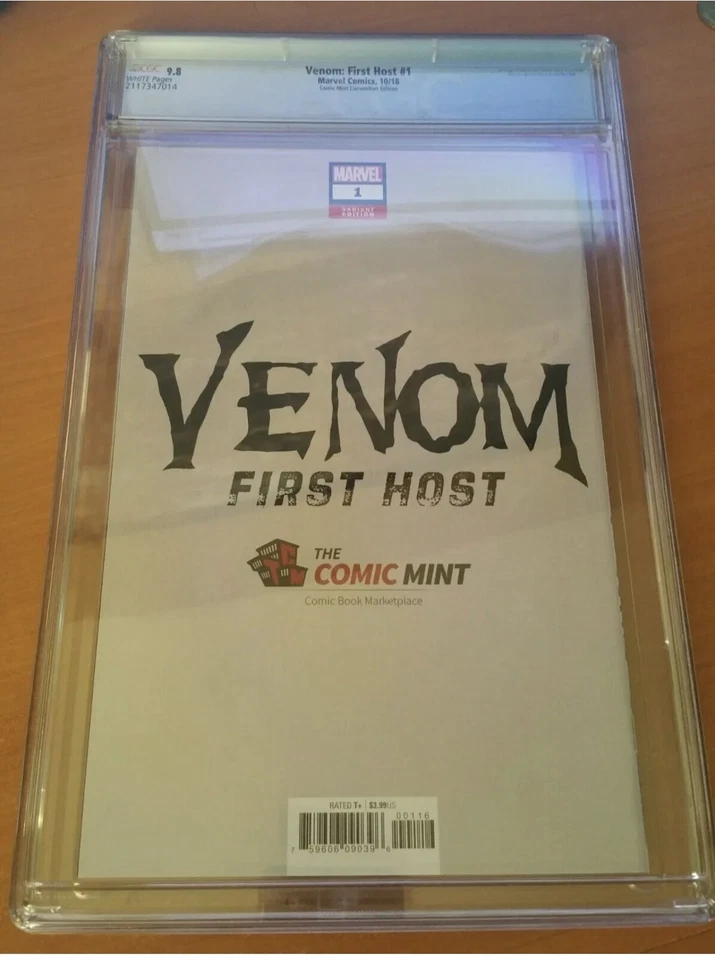 CGC 9.8
WHITE Pages
2117347014
Venom: First Host #1
Marvel Comics, 10/18
Comic Mint Convention Edition
MARVEL
1
VARIANT
EDITION
VENOM
FIRST HOST
THE
COMIC MINT
Comic Book Marketplace
RATED T+ $3.99US
00116
7 59606 09039 6